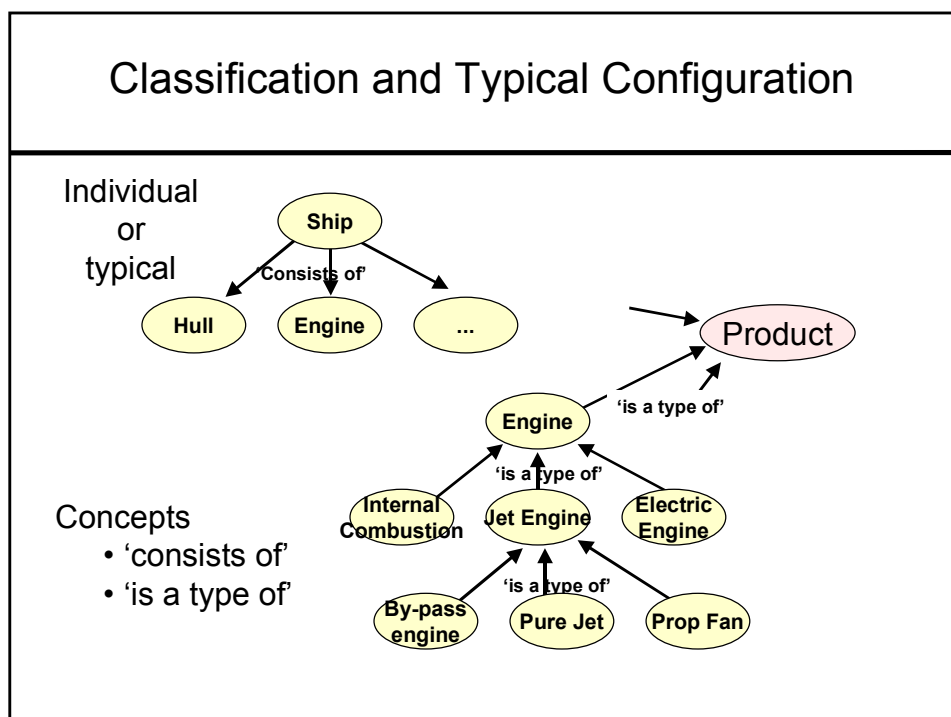 Classification and Typical Configuration
Individual
or
typical
Ship
‘Consists of’
Hull
Engine
...
Product
‘is a type of’
Engine
‘is a type of’
Internal
Combustion
Jet Engine
Electric
Engine
Concepts
• ‘consists of’
• ‘is a type of’
‘is a type of’
By-pass
engine
Pure Jet
Prop Fan